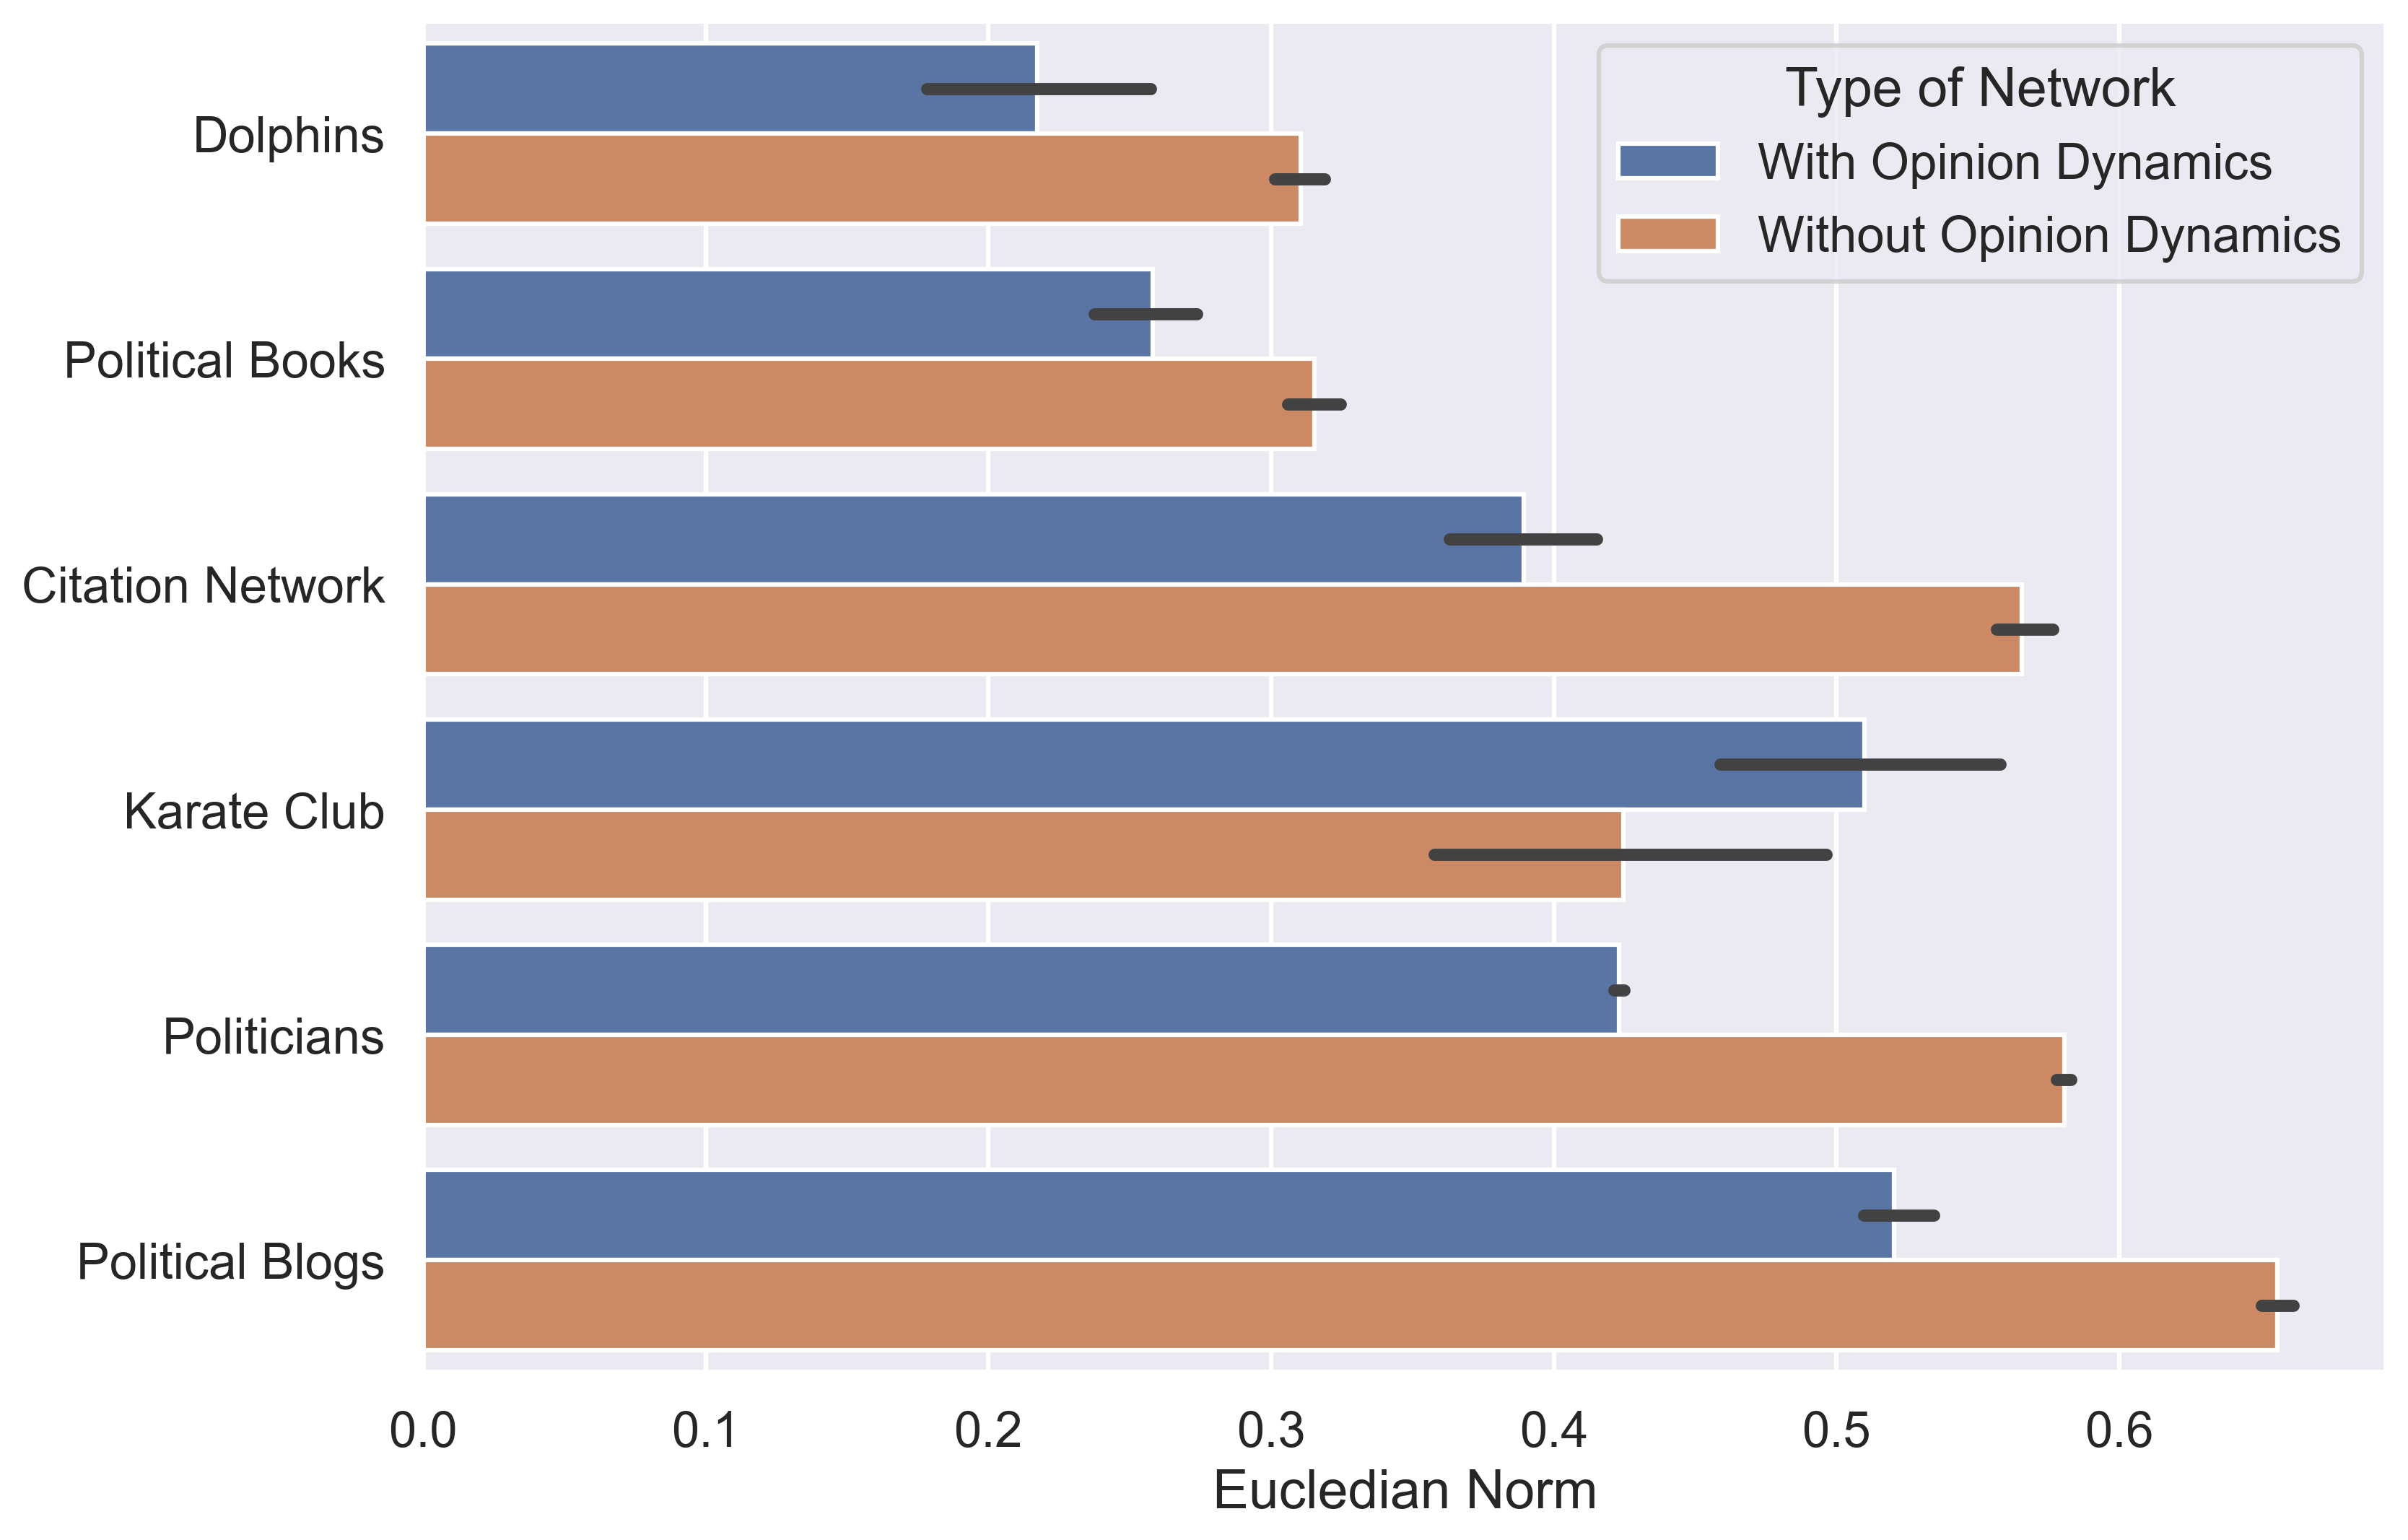 Type of Network
With Opinion Dynamics
Without Opinion Dynamics
Dolphins
Political Books
Citation Network
Karate Club
Politicians
Political Blogs
0.0 0.1 0.2 0.3 0.4 0.5 0.6
Eucledian Norm